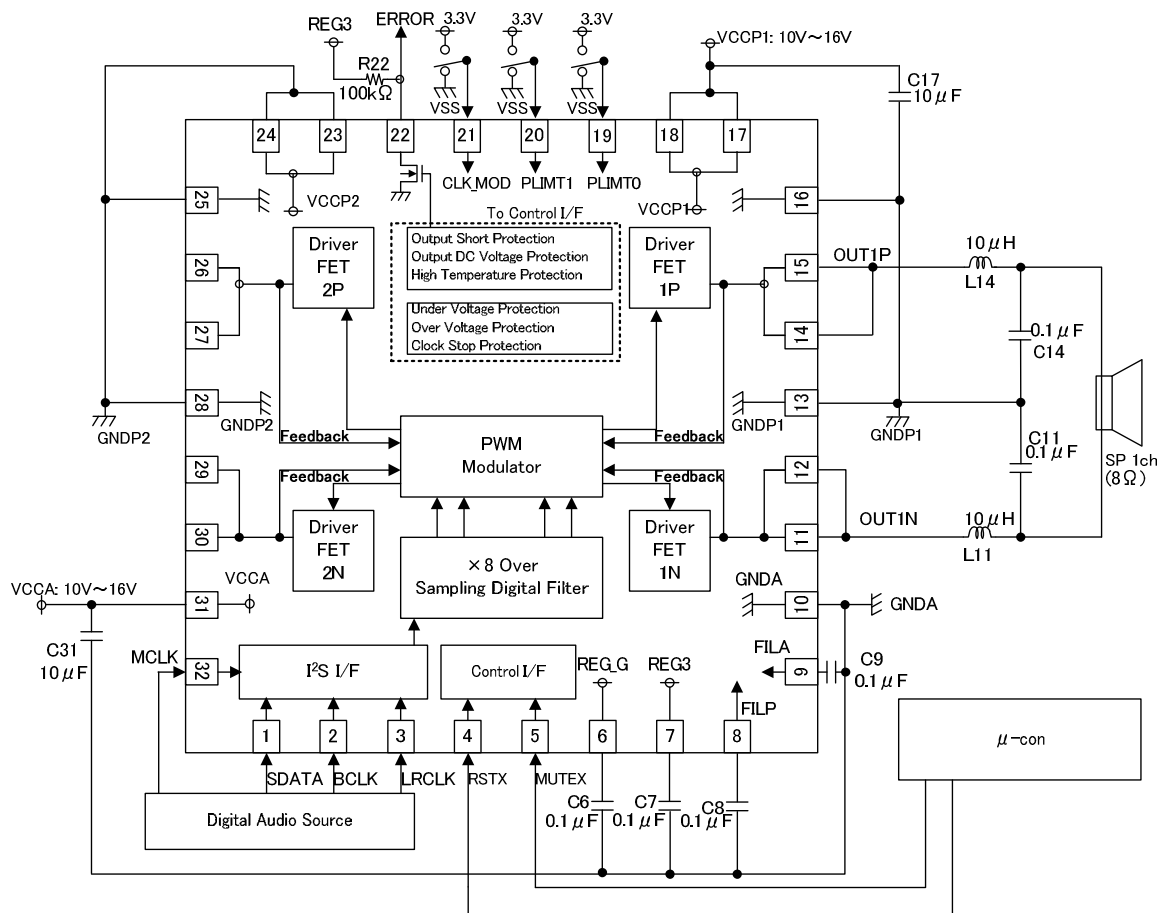 ERROR
REG3
3.3V
3.3V
3.3V
VCCP1: 10V～16V
R22
100kΩ
VSS
VSS
VSS
C17
10μF
24
23
22
21
20
19
18
17
CLK_MOD
PLIMT1
PLIMT0
VCCP2
VCCP1
To Control I/F
25
16
Output Short Protection
Output DC Voltage Protection
High Temperature Protection
Under Voltage Protection
Over Voltage Protection
Clock Stop Protection
Driver
FET
2P
Driver
FET
1P
26
27
15
14
OUT1P
10μH
L14
0.1μF
C14
28
GNDP2
GNDP2
13
GNDP1
GNDP1
Feedback
Feedback
PWM
Modulator
Feedback
Feedback
29
30
12
11
C11
0.1μF
SP 1ch
(8Ω)
OUT1N
10μH
L11
Driver
FET
2N
Driver
FET
1N
×8 Over
Sampling Digital Filter
VCCA: 10V～16V
VCCA
31
GNDA
10
GNDA
C31
10μF
MCLK
32
I²S I/F
Control I/F
REG_G
REG3
FILA
9
C9
0.1μF
FILP
1
2
3
4
5
6
7
8
μ-con
SDATA
BCLK
LRCLK
RSTX
MUTEX
C6
0.1μF
C7
0.1μF
C8
0.1μF
Digital Audio Source